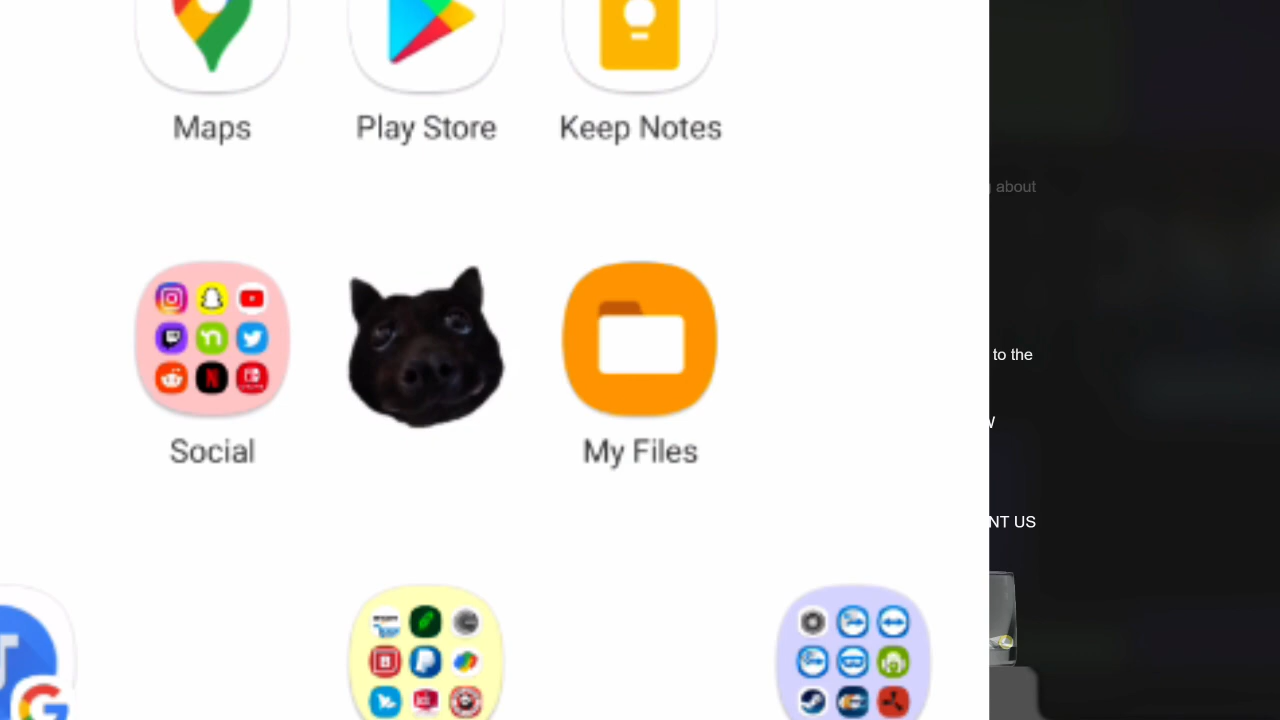 Maps
Play Store
Keep Notes
about
to the
Social
My Files
NT US